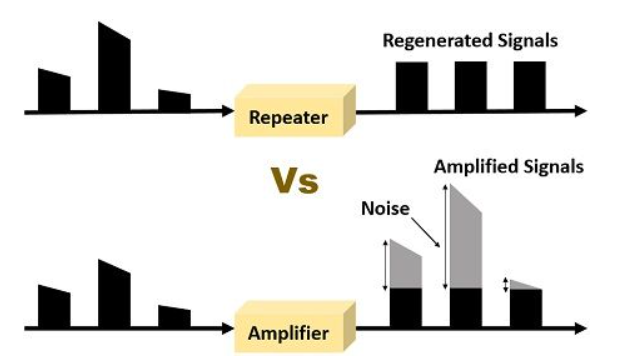 Regenerated Signals
Repeater
Vs
Amplified Signals
Noise
Amplifier